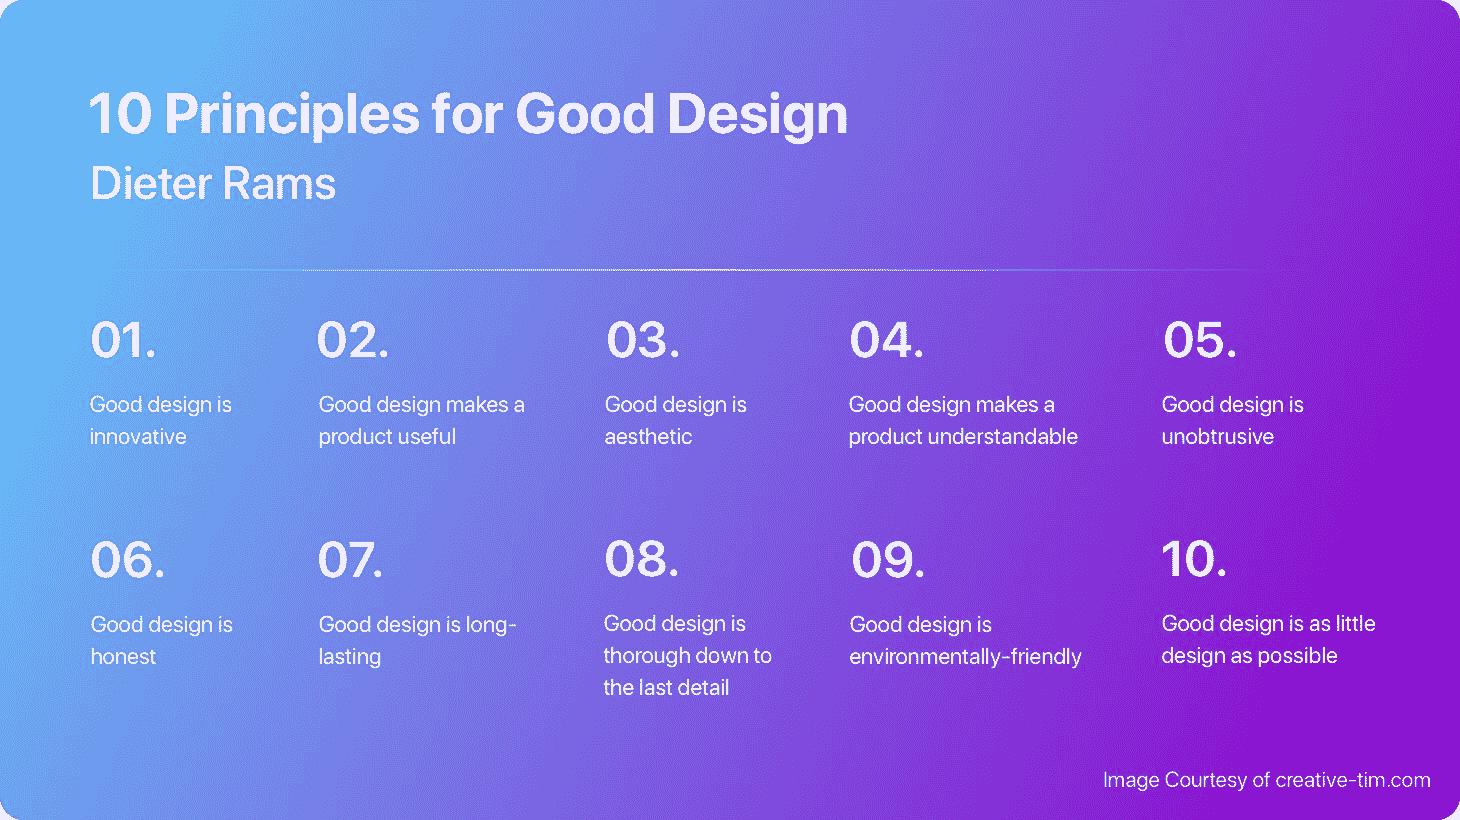 10 Principles for Good Design
Dieter Rams
01.
Good design is
innovative
02.
Good design makes a
product useful
03.
Good design is
aesthetic
04.
Good design makes a
product understandable
05.
Good design is
unobtrusive
06.
Good design is
honest
07.
Good design is long-
lasting
08.
Good design is
thorough down to
the last detail
09.
Good design is
environmentally-friendly
10.
Good design is as little
design as possible
Image Courtesy of creative-tim.com